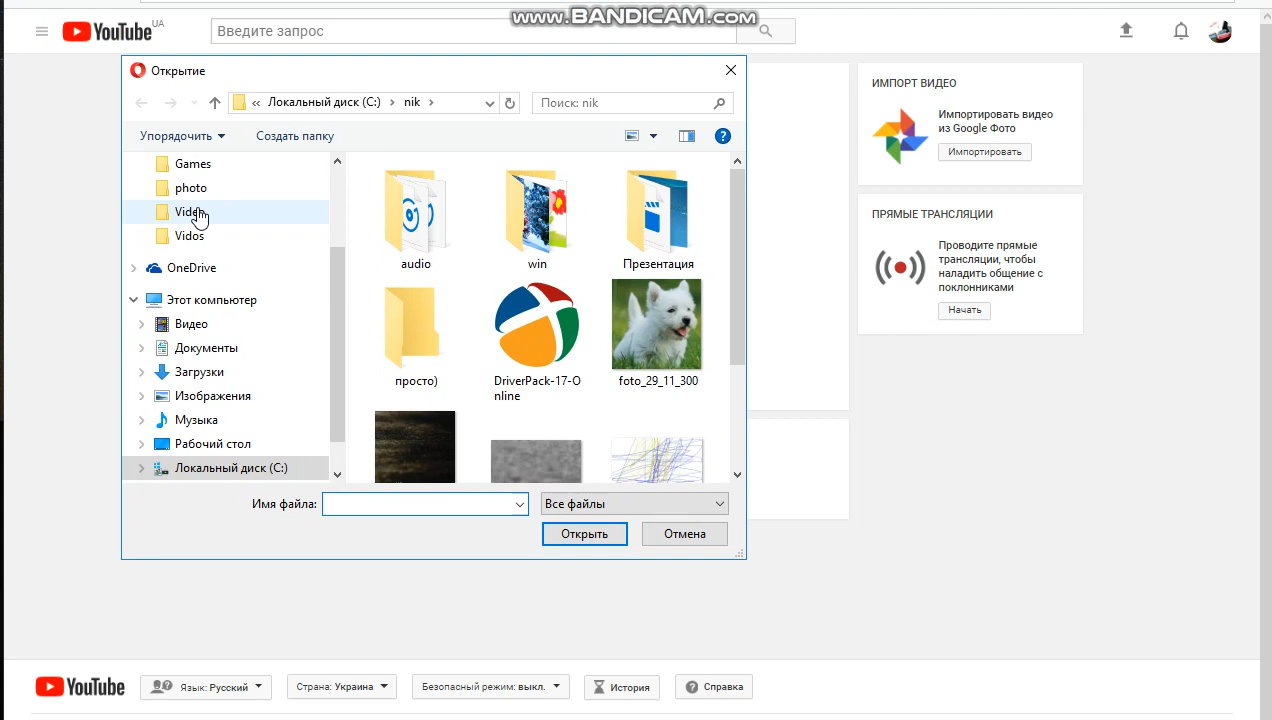 www.BANDICAM.com
YouTube UA
Введите запрос
Открытие
« Локальный диск (C:) › nik ›
Поиск: nik
Упорядочить
Создать папку
Games
photo
Vidos
OneDrive
Этот компьютер
Видео
Документы
Загрузки
Изображения
Музыка
Рабочий стол
Локальный диск (C:)
audio
win
Презентация
просто)
DriverPack-17-O
nline
foto_29_11_300
Имя файла:
Все файлы
Открыть
Отмена
ИМПОРТ ВИДЕО
Импортировать видео
из Google Фото
Импортировать
ПРЯМЫЕ ТРАНСЛЯЦИИ
Проводите прямые
трансляции, чтобы
наладить общение с
поклонниками
Начать
YouTube
Язык: Русский
Страна: Украина
Безопасный режим: выкл.
История
Справка